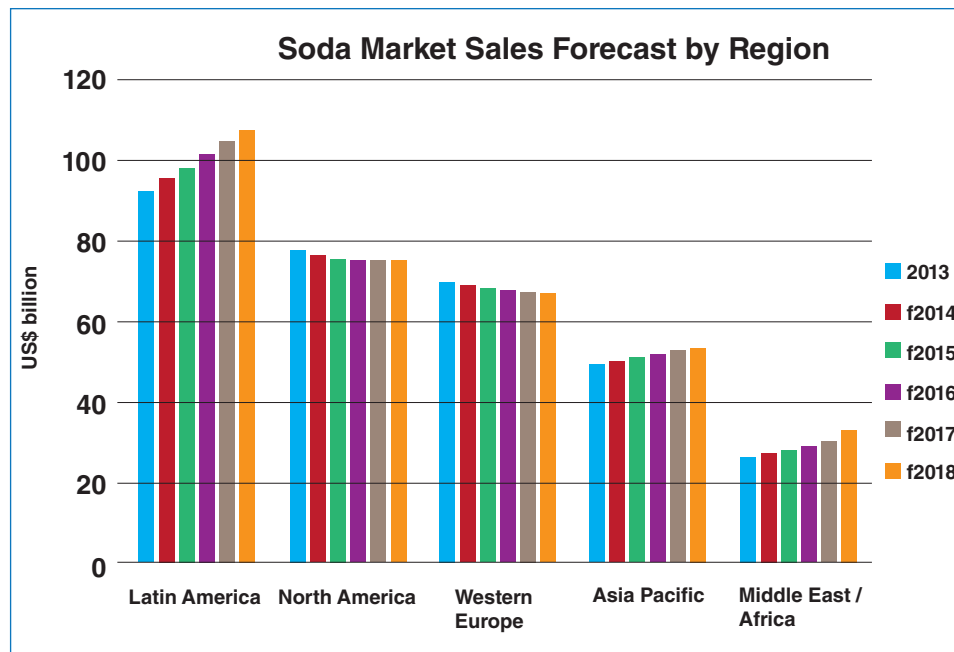 Soda Market Sales Forecast by Region
120
100
80
60
40
20
0
US$ billion
Latin America
North America
Western
Europe
Asia Pacific
Middle East /
Africa
2013
f2014
f2015
f2016
f2017
f2018